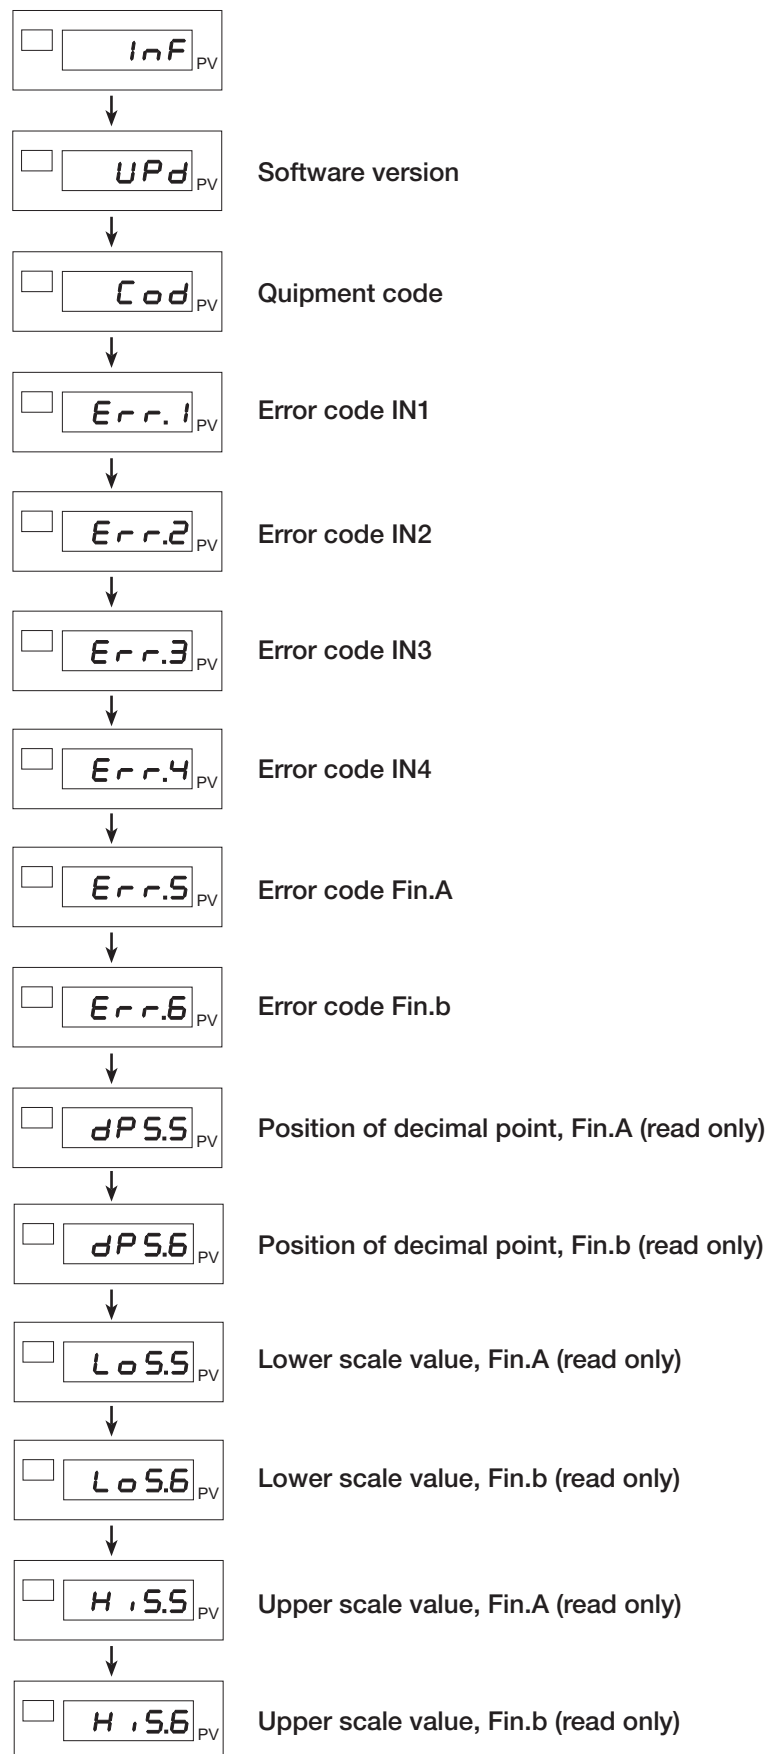 InF PV
UPd PV Software version
Cod PV Quipment code
Err.1 PV Error code IN1
Err.2 PV Error code IN2
Err.3 PV Error code IN3
Err.4 PV Error code IN4
Err.5 PV Error code Fin.A
Err.6 PV Error code Fin.b
dPS.5 PV Position of decimal point, Fin.A (read only)
dPS.6 PV Position of decimal point, Fin.b (read only)
LoS.5 PV Lower scale value, Fin.A (read only)
LoS.6 PV Lower scale value, Fin.b (read only)
HiS.5 PV Upper scale value, Fin.A (read only)
HiS.6 PV Upper scale value, Fin.b (read only)